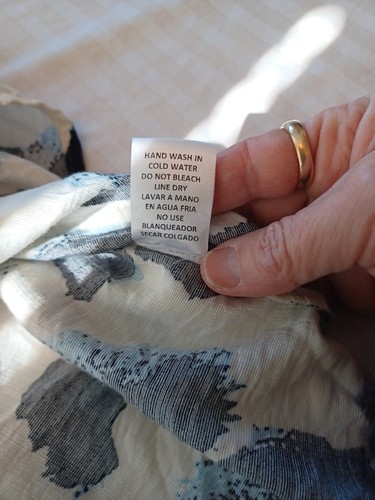 HAND WASH IN
COLD WATER
DO NOT BLEACH
LINE DRY
LAVAR A MANO
EN AGUA FRIA
NO USE
BLANQUEADOR
SECAR COLGADO